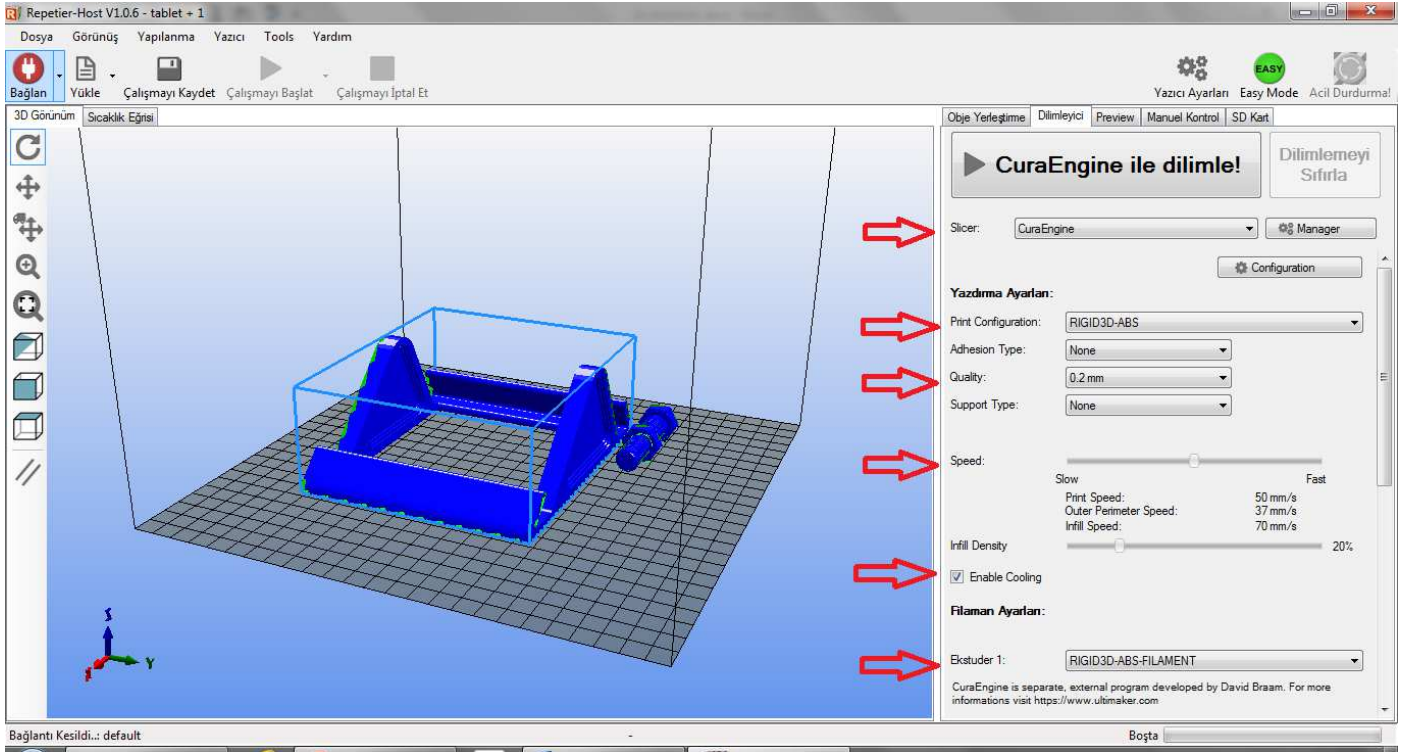 Repetier-Host V1.0.6 - tablet + 1
Dosya Görünüş Yapılanma Yazıcı Tools Yardım
EASY
Bağlan Yükle Çalışmayı Kaydet Çalışmayı Başlat Çalışmayı İptal Et Yazıcı Ayarları Easy Mode Acil Durdurma!
3D Görünüm Sıcaklık Eğrisi Obje Yerleştirme Dilimleyici Preview Manuel Kontrol SD Kart
CuraEngine ile dilimle! Dilimlemeyi
Sıfırla
Slicer: CuraEngine Manager
Configuration
Yazdırma Ayarları:
Print Configuration: RIGID3D-ABS
Adhesion Type: None
Quality: 0.2 mm
Support Type: None
Speed:
Slow Fast
Print Speed: 50 mm/s
Outer Perimeter Speed: 37 mm/s
Infill Speed: 70 mm/s
Infill Density 20%
Enable Cooling
Filaman Ayarları:
Ekstuder 1: RIGID3D-ABS-FILAMENT
CuraEngine is separate, external program developed by David Braam. For more
informations visit https://www.ultimaker.com
Y
Bağlantı Kesildi..: default - Boşta